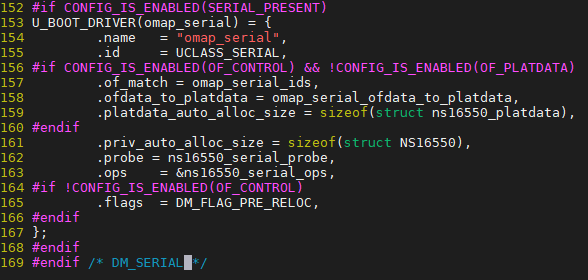 152 #if CONFIG_IS_ENABLED(SERIAL_PRESENT)
153 U_BOOT_DRIVER(omap_serial) = {
154         .name   = "omap_serial",
155         .id     = UCLASS_SERIAL,
156 #if CONFIG_IS_ENABLED(OF_CONTROL) && !CONFIG_IS_ENABLED(OF_PLATDATA)
157         .of_match = omap_serial_ids,
158         .ofdata_to_platdata = omap_serial_ofdata_to_platdata,
159         .platdata_auto_alloc_size = sizeof(struct ns16550_platdata),
160 #endif
161         .priv_auto_alloc_size = sizeof(struct NS16550),
162         .probe = ns16550_serial_probe,
163         .ops    = &ns16550_serial_ops,
164 #if !CONFIG_IS_ENABLED(OF_CONTROL)
165         .flags  = DM_FLAG_PRE_RELOC,
166 #endif
167 };
168 #endif
169 #endif /* DM_SERIAL */